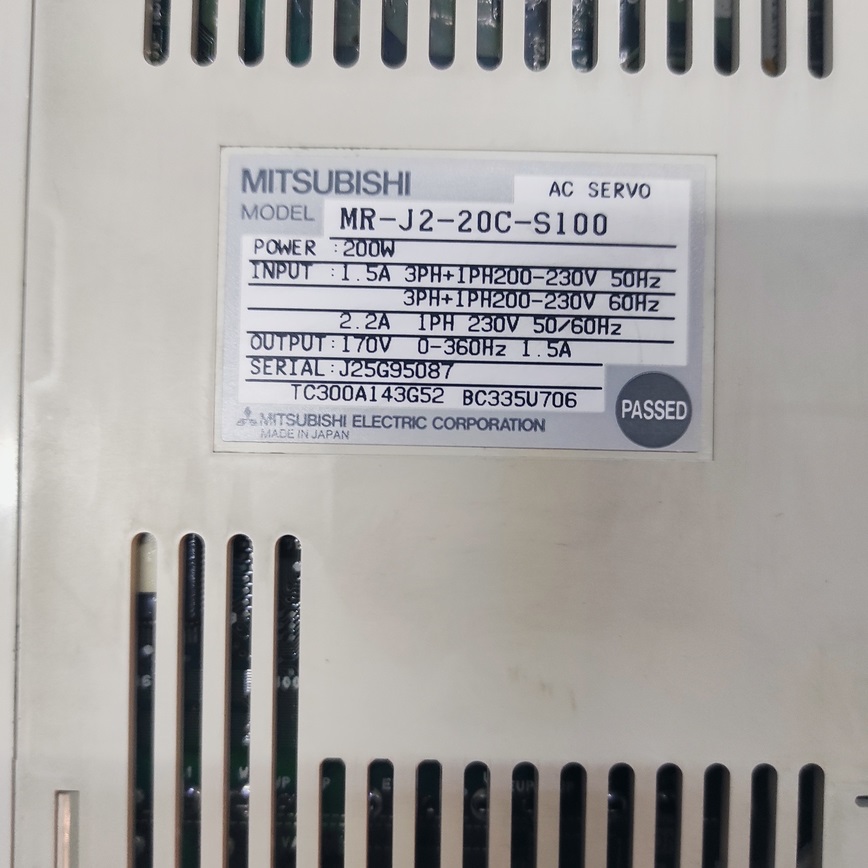 MITSUBISHI
AC SERVO
MODEL MR-J2-20C-S100
POWER :200W
INPUT :1.5A 3PH+1PH200-230V 50Hz
3PH+1PH200-230V 60Hz
2.2A 1PH 230V 50/60Hz
OUTPUT:170V 0-360Hz 1.5A
SERIAL:J25G95087
TC300A143G52 BC335U706
PASSED
MITSUBISHI ELECTRIC CORPORATION
MADE IN JAPAN